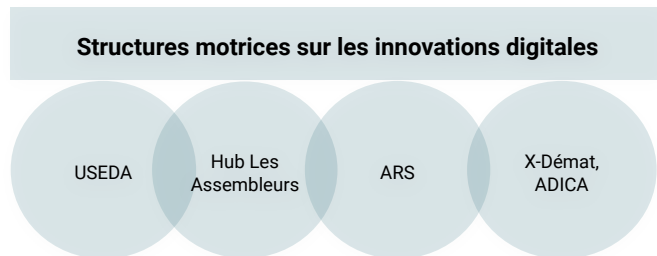 Structures motrices sur les innovations digitales
USEDA
Hub Les
Assembleurs
ARS
X-Démat,
ADICA